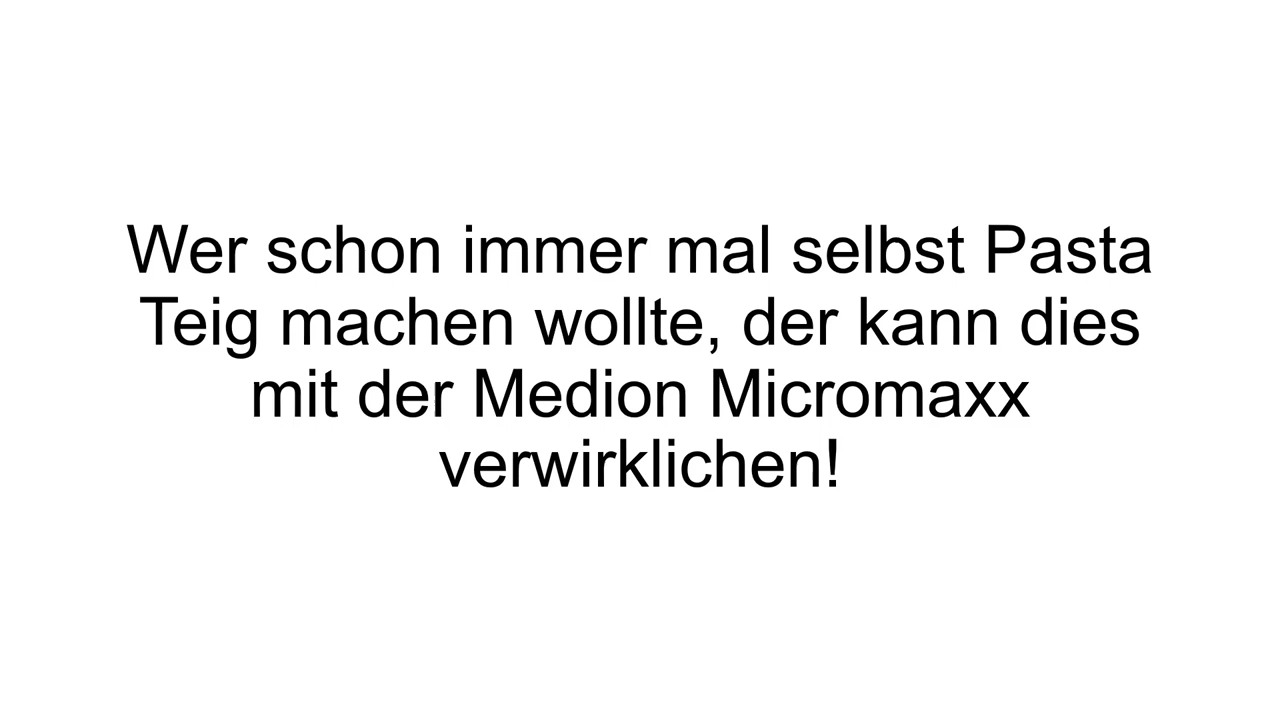 Wer schon immer mal selbst Pasta
Teig machen wollte, der kann dies
mit der Medion Micromaxx
verwirklichen!